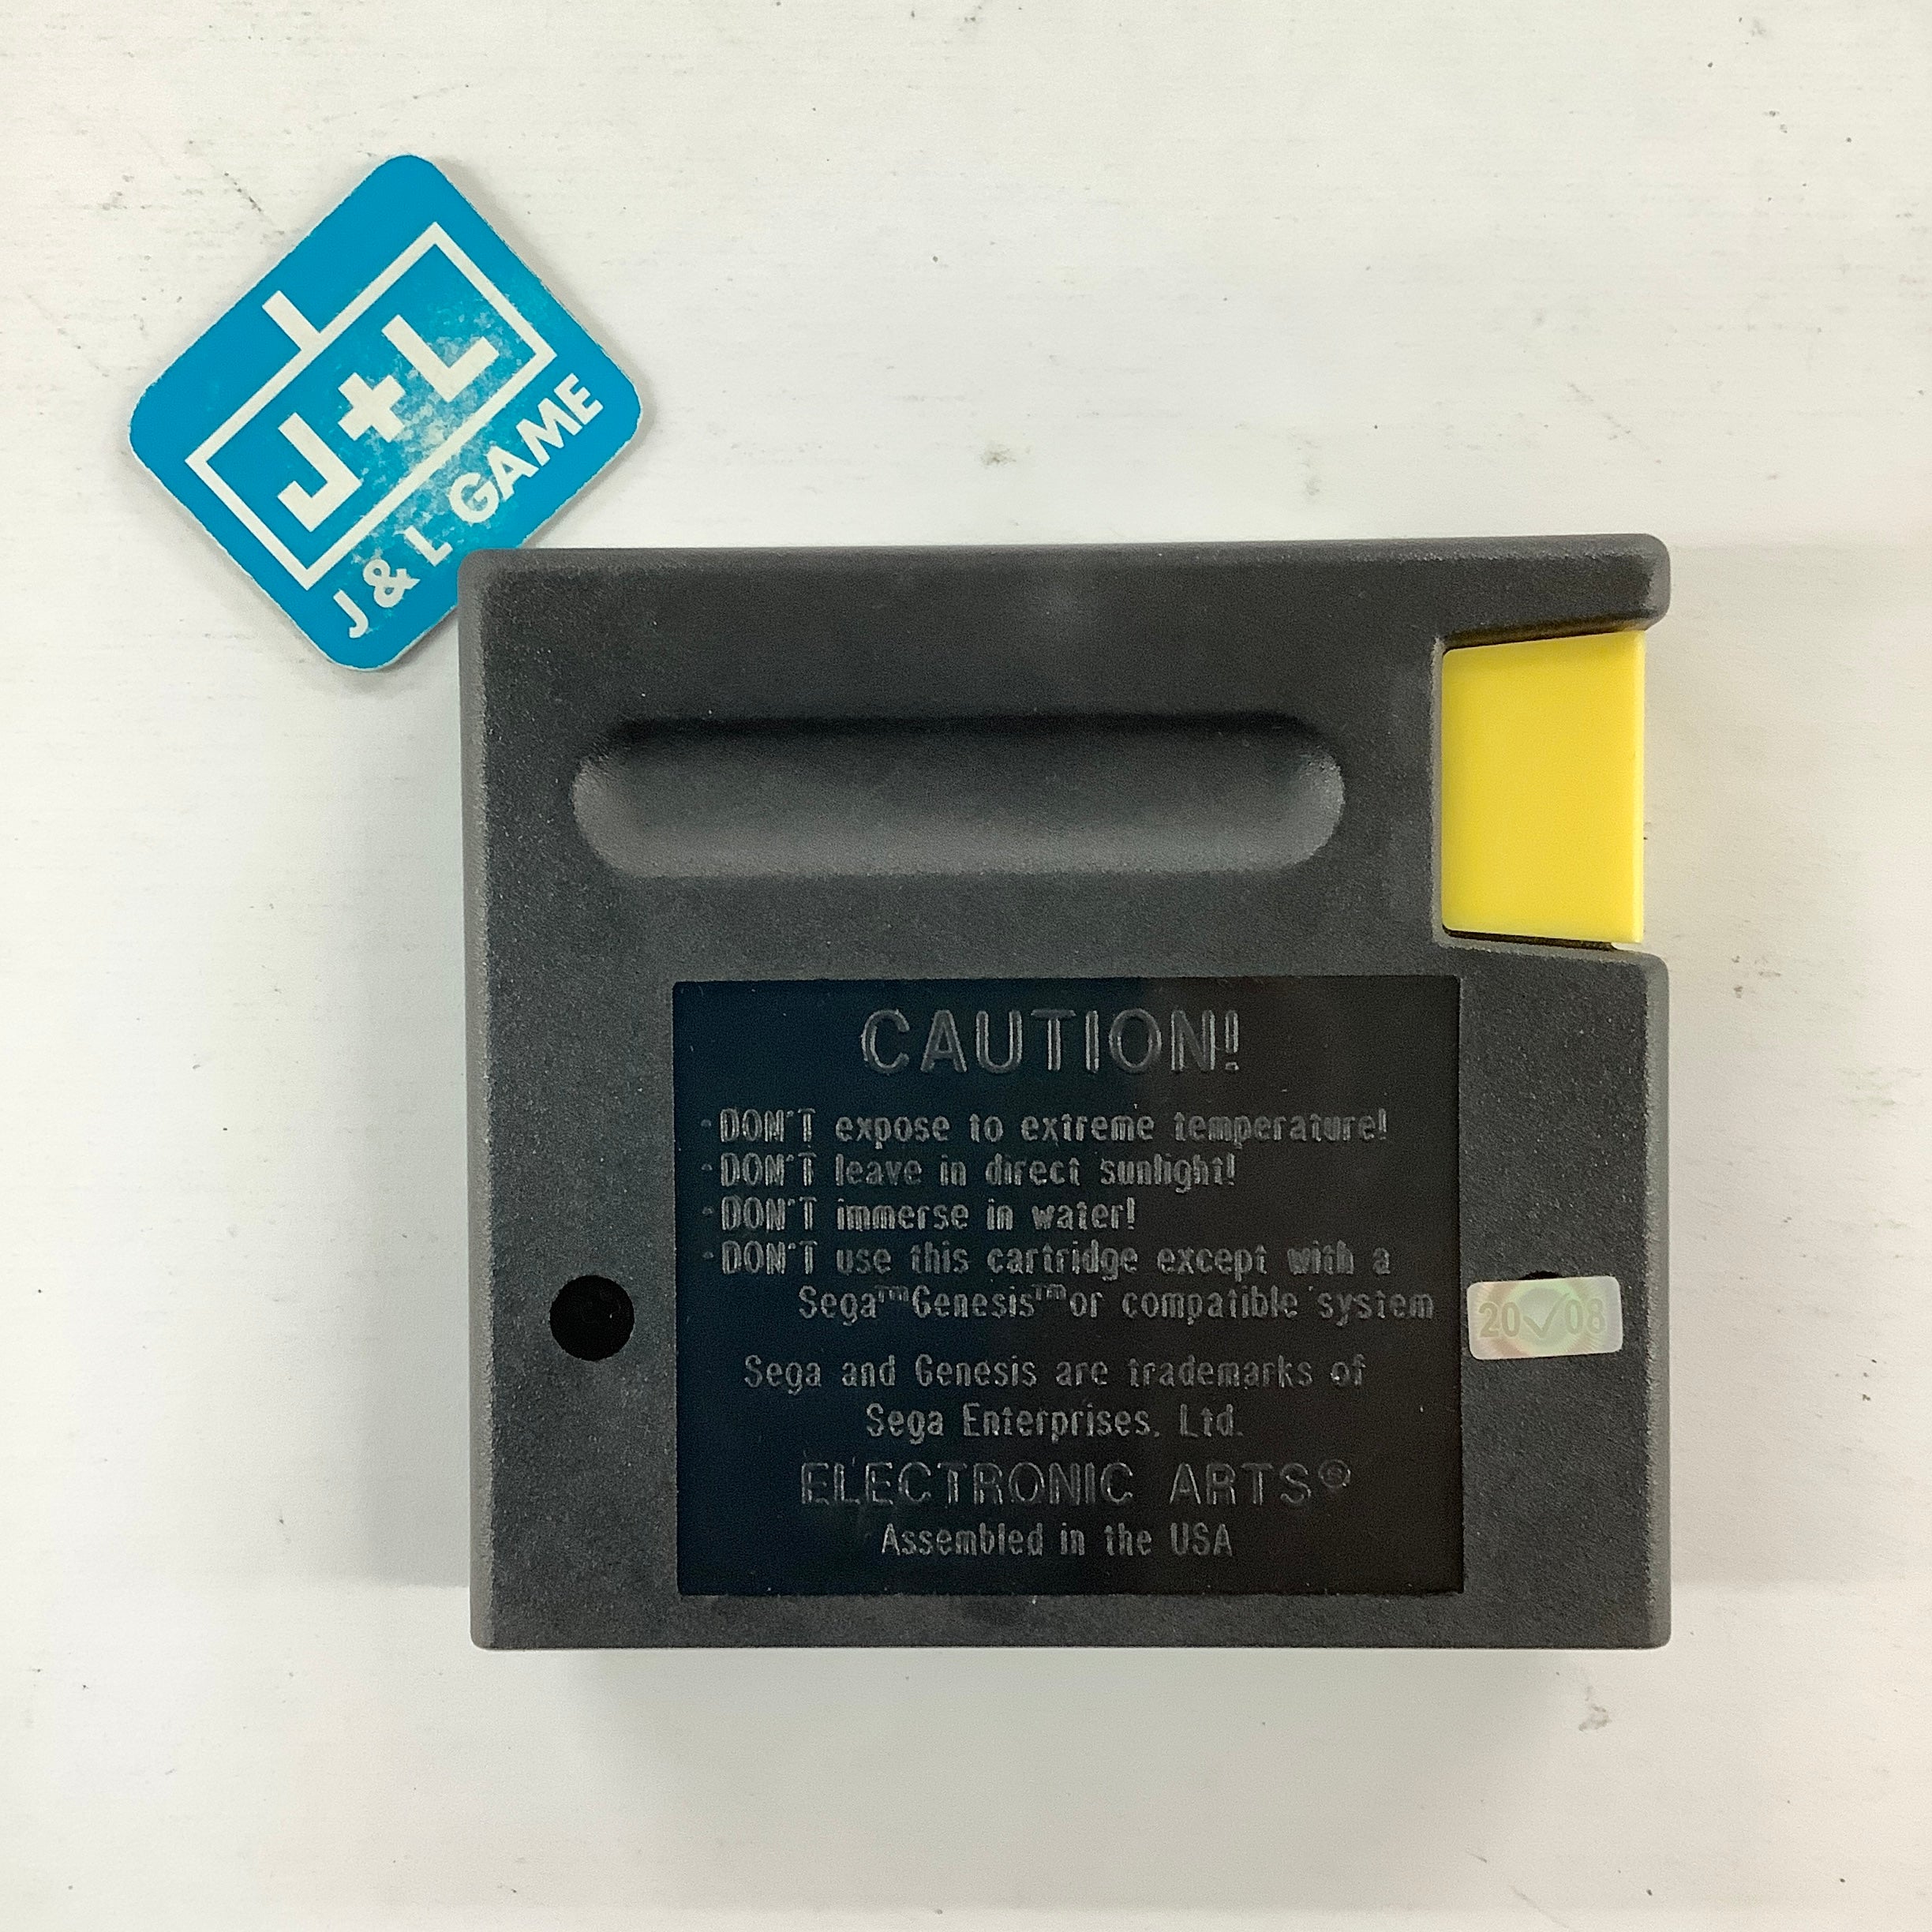 J+L
J & L GAME
CAUTION!
·DON'T expose to extreme temperature!
·DON'T leave in direct sunlight!
·DON'T immerse in water!
·DON'T use this cartridge except with a
Sega™Genesis™or compatible system
20✓08
Sega and Genesis are trademarks of
Sega Enterprises, Ltd.
ELECTRONIC ARTS®
Assembled in the USA